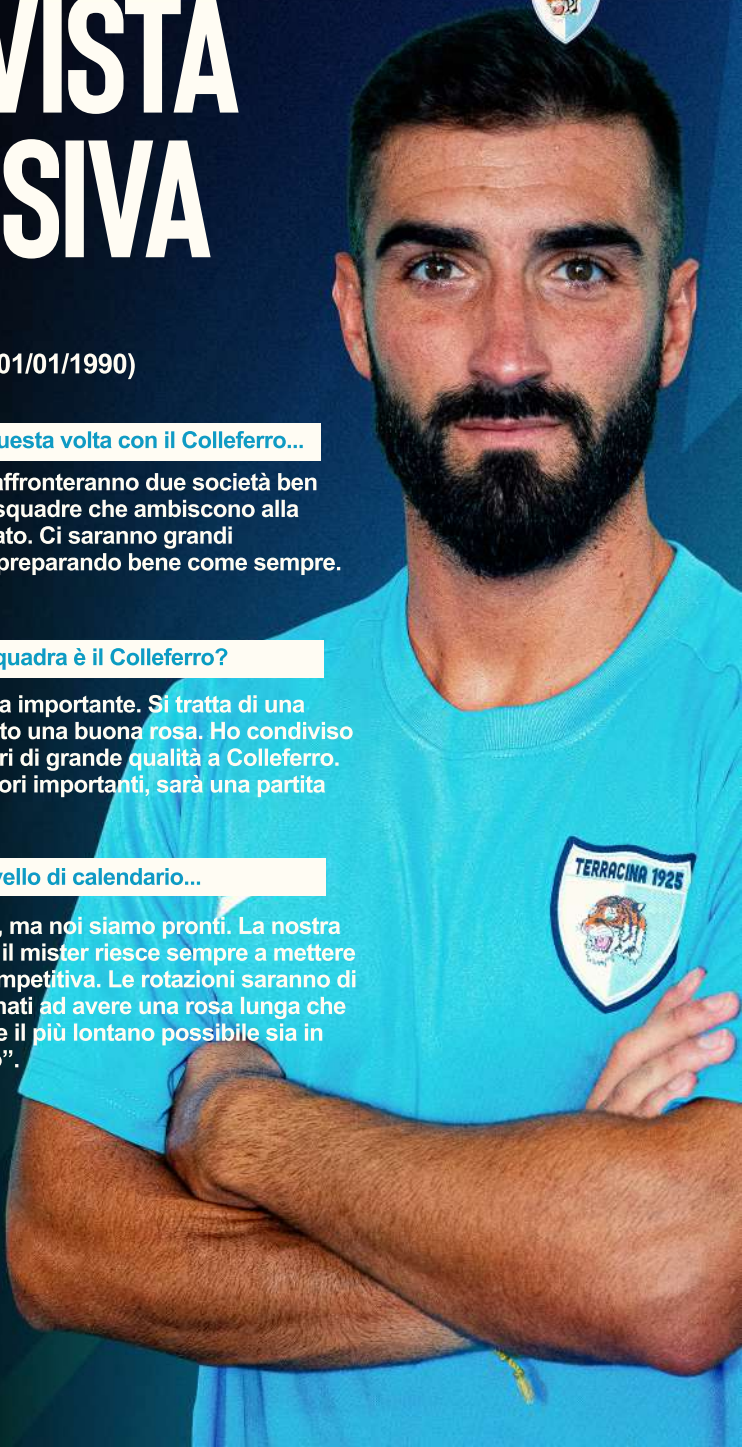 VISTA
SIVA
01/01/1990)
uesta volta con il Colleferro...
affronteranno due società ben
squadre che ambiscono alla
ato. Ci saranno grandi
preparando bene come sempre.
quadra è il Colleferro?
a importante. Si tratta di una
to una buona rosa. Ho condiviso
ri di grande qualità a Colleferro.
ori importanti, sarà una partita
vello di calendario...
, ma noi siamo pronti. La nostra
il mister riesce sempre a mettere
mpetitiva. Le rotazioni saranno di
nati ad avere una rosa lunga che
e il più lontano possibile sia in
o”.
TERRACINA 1925